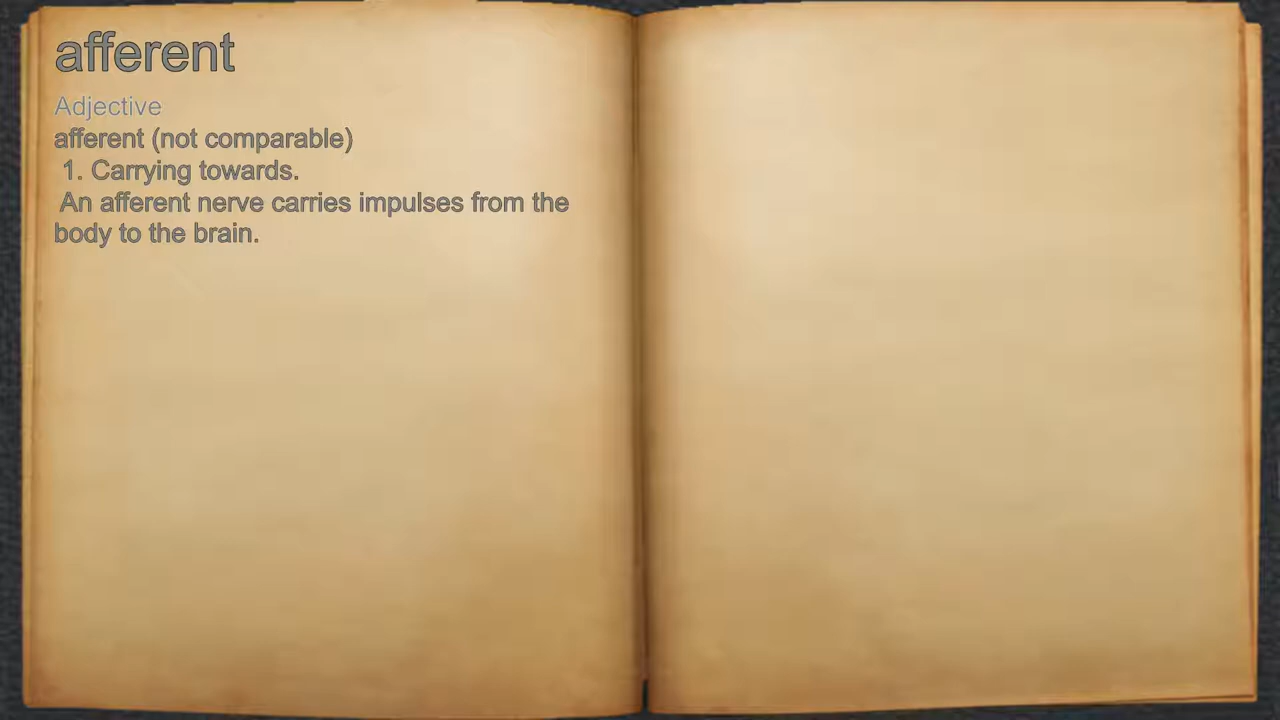 afferent
Adjective
afferent (not comparable)
1. Carrying towards.
An afferent nerve carries impulses from the
body to the brain.